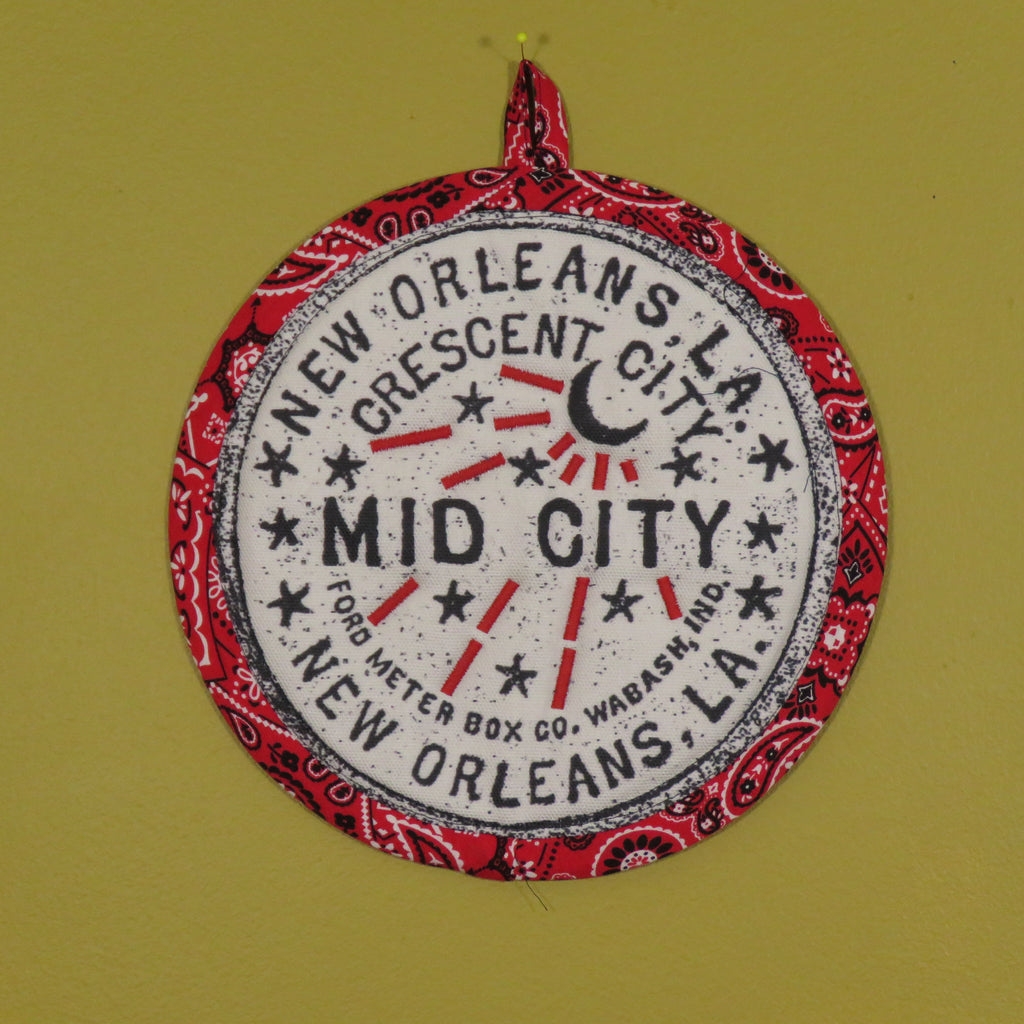 NEW ORLEANS, LA.
CRESCENT CITY
MID CITY
FORD METER BOX CO. WABASH, IND.
NEW ORLEANS, LA.